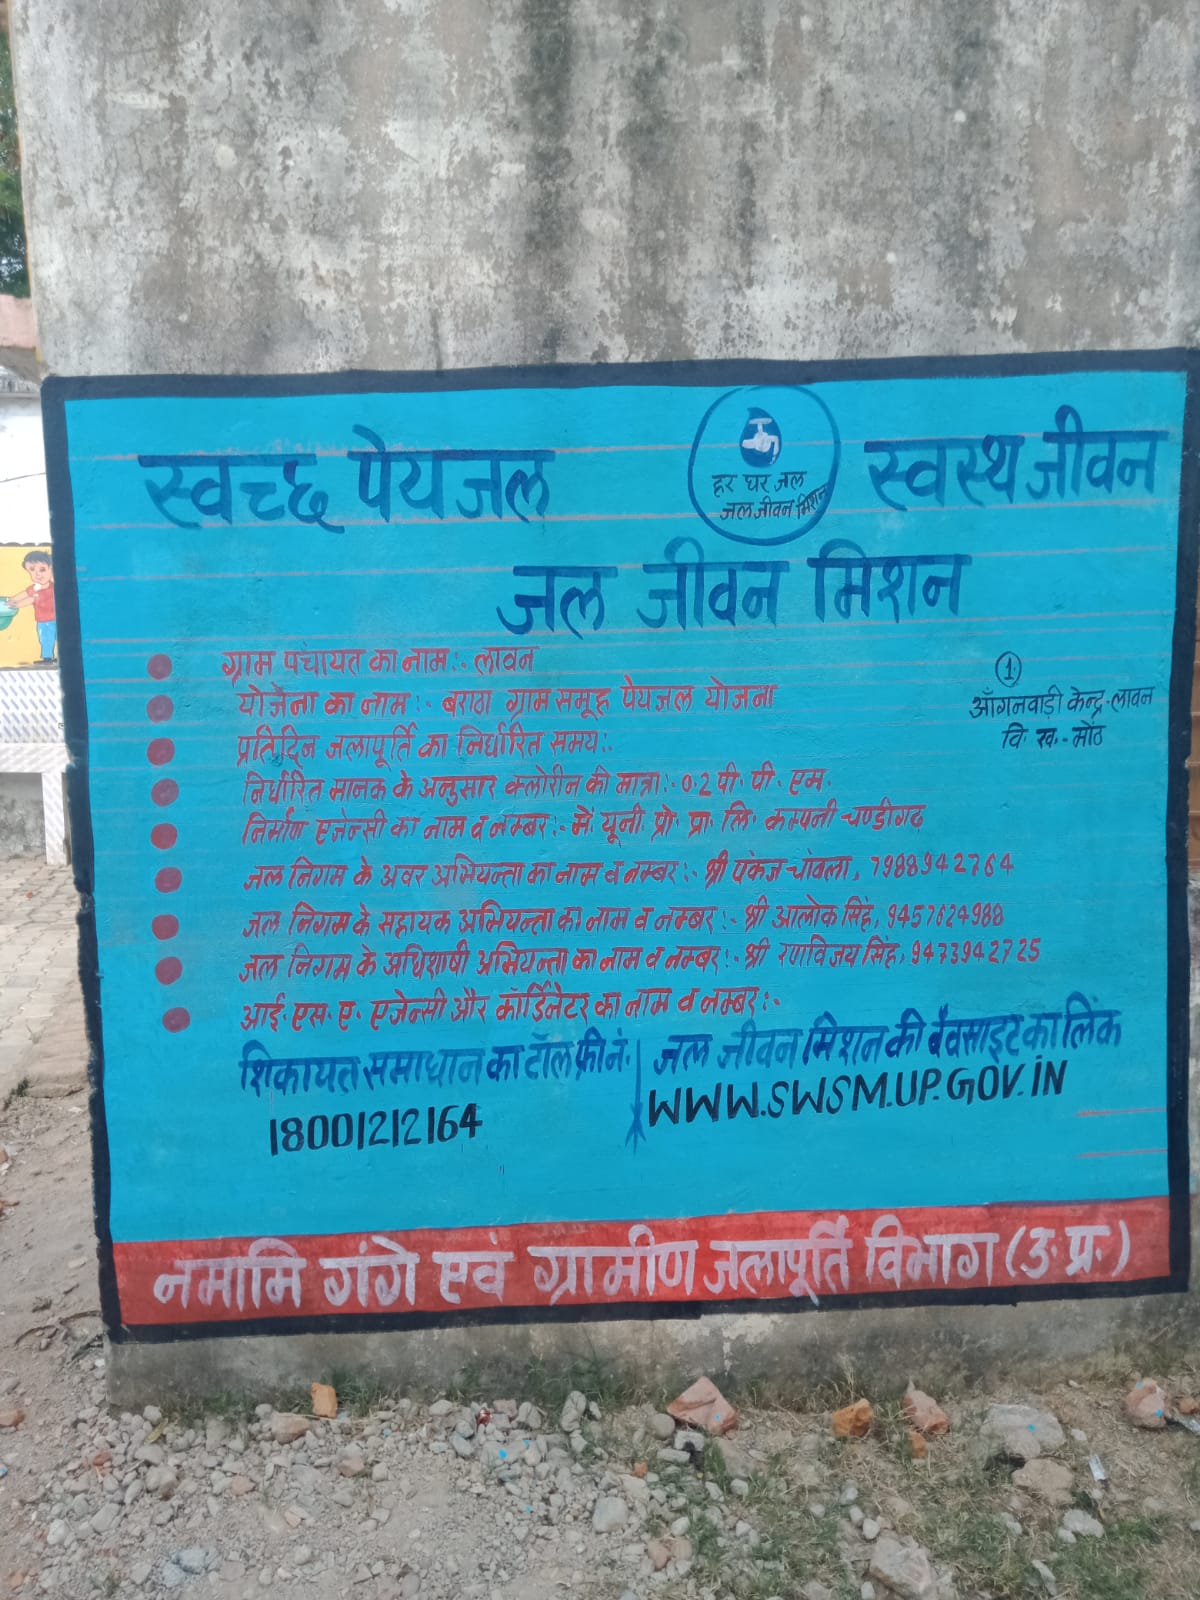 स्वच्छ पेयजल
हर घर जल
जल जीवन मिशन
स्वस्थ जीवन
जल जीवन मिशन
ग्राम पंचायत का नाम:- लावन
योजना का नाम:- बराठा ग्राम समूह पेयजल योजना
प्रतिदिन जलापूर्ति का निर्धारित समय:-
निर्धारित मानक के अनुसार क्लोरीन की मात्रा:- 0.2 पी॰ पी॰ एम॰
निर्माण एजेन्सी का नाम व नम्बर:- मै॰ यूनी॰ प्रो॰ प्रा॰ लि॰ कम्पनी चण्डीगढ़
जल निगम के अवर अभियन्ता का नाम व नम्बर:- श्री पंकज चांवला, 7988942764
जल निगम के सहायक अभियन्ता का नाम व नम्बर:- श्री आलोक सिंह, 9457624988
जल निगम के अधिशाषी अभियन्ता का नाम व नम्बर:- श्री रणविजय सिंह, 9473942725
आई॰ एस॰ ए॰ एजेन्सी और कॉर्डिनेटर का नाम व नम्बर:-
①
आँगनवाड़ी केन्द्र-लावन
वि॰ ख॰- मोंठ
शिकायत समाधान का टॉल फ्री नं॰
18001212164
जल जीवन मिशन की वैवसाइट का लिंक
WWW.SWSM.UP.GOV.IN
नमामि गंगे एवं ग्रामीण जलापूर्ति विभाग (उ॰ प्र॰)